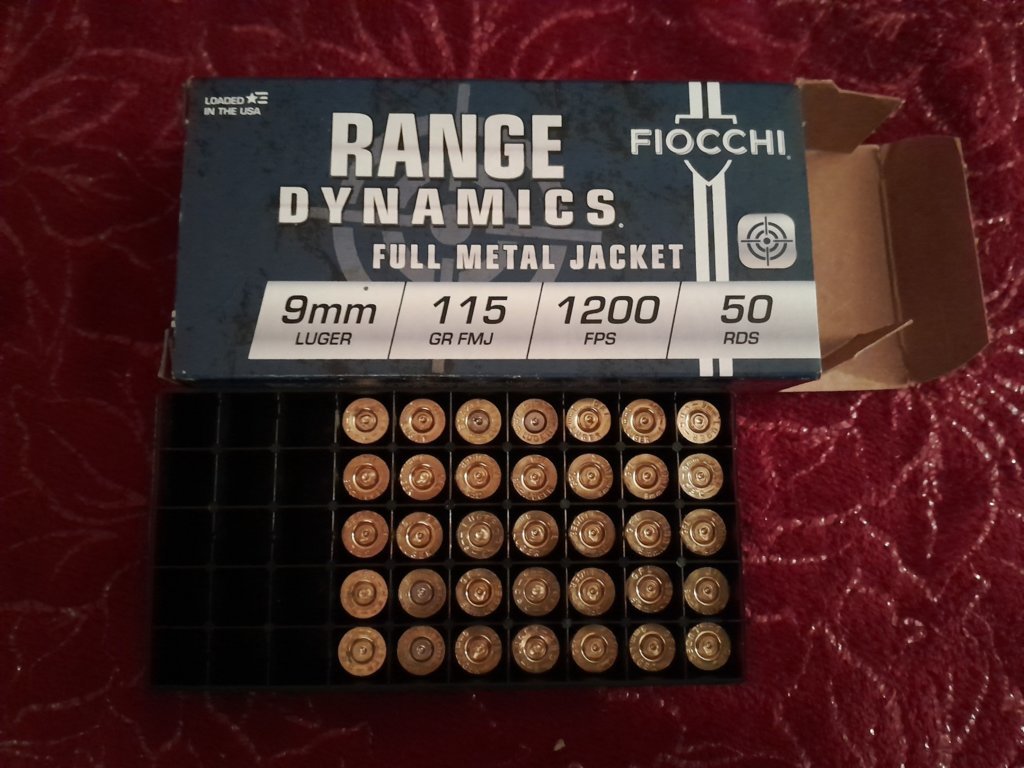 LOADED
IN THE USA
RANGE
DYNAMICS.
FULL METAL JACKET
FIOCCHI
9mm
LUGER
115
GR FMJ
1200
FPS
50
RDS